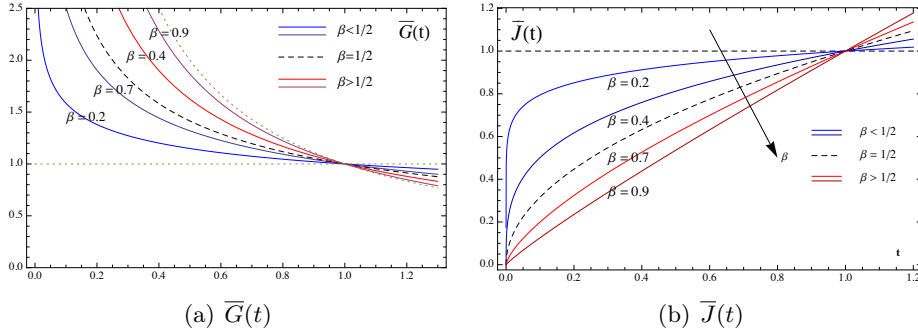 2.5
2.0
1.5
1.0
0.5
0.0
0.0 0.2 0.4 0.6 0.8 1.0 1.2
G̅(t)
β<1/2
β=1/2
β>1/2
β = 0.9
β = 0.4
β = 0.7
β = 0.2
(a) G̅(t)
1.2
1.0
0.8
0.6
0.4
0.2
0.0
0.0 0.2 0.4 0.6 0.8 1.0 1.2
J̅(t)
β = 0.2
β = 0.4
β = 0.7
β = 0.9
β
β < 1/2
β = 1/2
β > 1/2
t
(b) J̅(t)